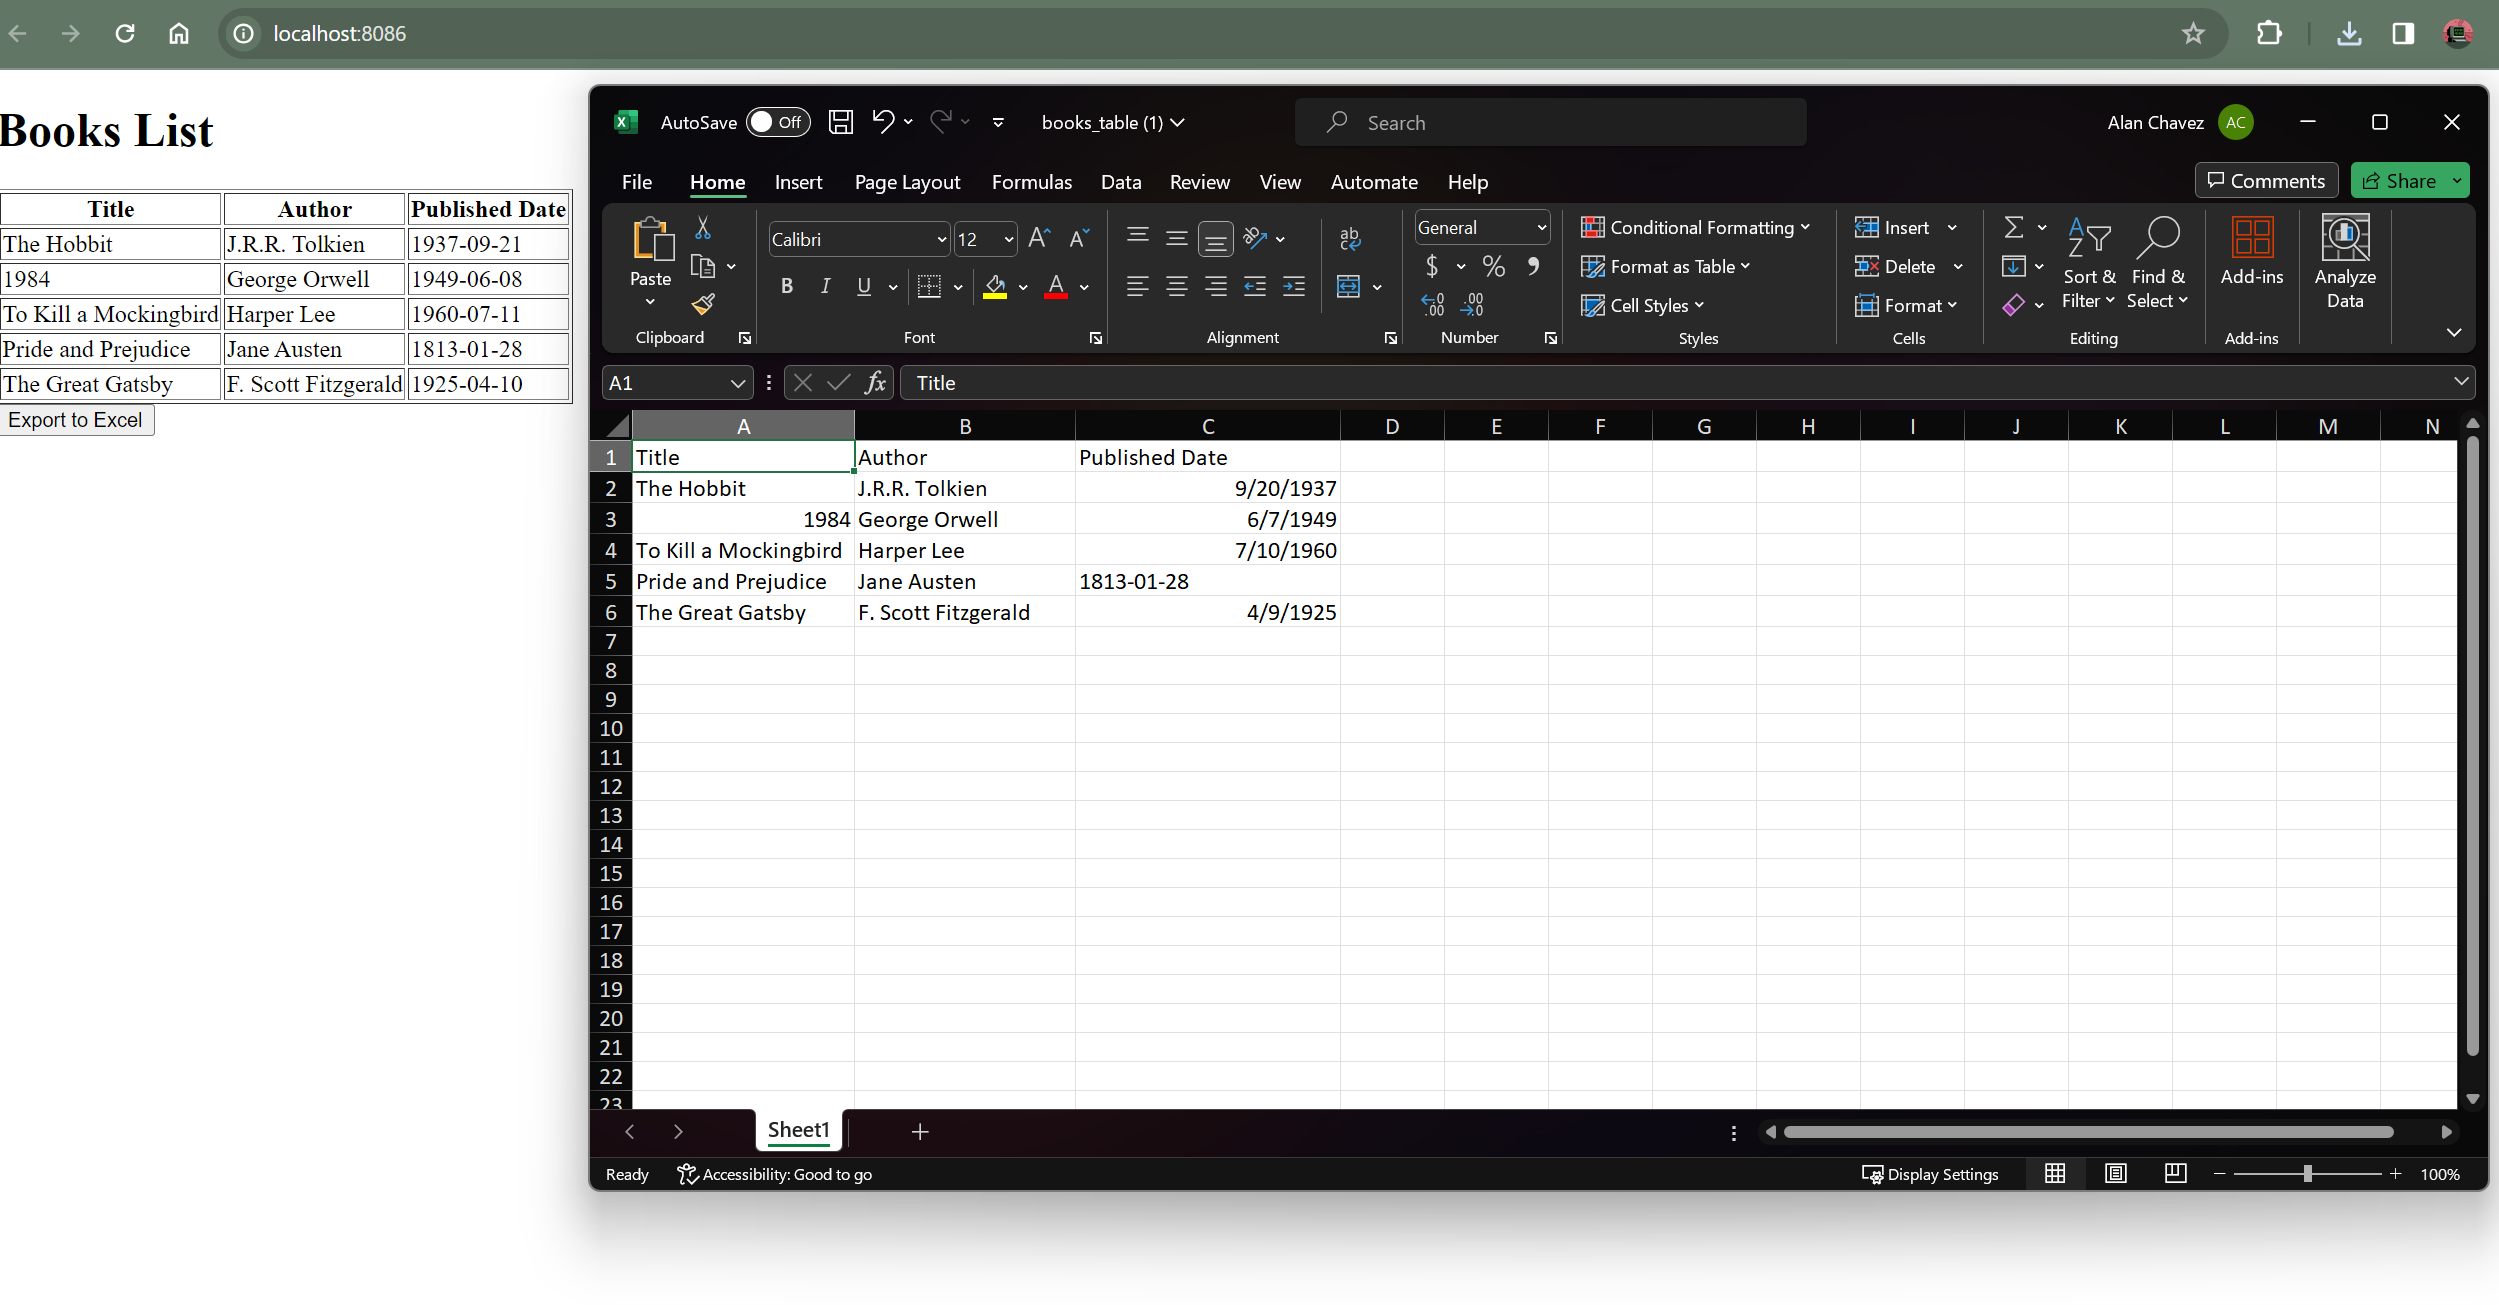 localhost:8086
Books List
Title Author Published Date
The Hobbit J.R.R. Tolkien 1937-09-21
1984 George Orwell 1949-06-08
To Kill a Mockingbird Harper Lee 1960-07-11
Pride and Prejudice Jane Austen 1813-01-28
The Great Gatsby F. Scott Fitzgerald 1925-04-10
Export to Excel
AutoSave Off books_table (1) Search Alan Chavez AC
File Home Insert Page Layout Formulas Data Review View Automate Help Comments Share
Paste
Clipboard
Calibri 12
B I U
Font
ab
Alignment
General
$ % 9
Number
Conditional Formatting
Format as Table
Cell Styles
Styles
Insert
Delete
Format
Cells
Sort & Filter
Find & Select
Editing
Add-ins
Add-ins
Analyze Data
A1 fx Title
A B C D E F G H I J K L M N
1 Title Author Published Date
2 The Hobbit J.R.R. Tolkien 9/20/1937
3 1984 George Orwell 6/7/1949
4 To Kill a Mockingbird Harper Lee 7/10/1960
5 Pride and Prejudice Jane Austen 1813-01-28
6 The Great Gatsby F. Scott Fitzgerald 4/9/1925
7
8
9
10
11
12
13
14
15
16
17
18
19
20
21
22
23
Sheet1
Ready Accessibility: Good to go Display Settings 100%